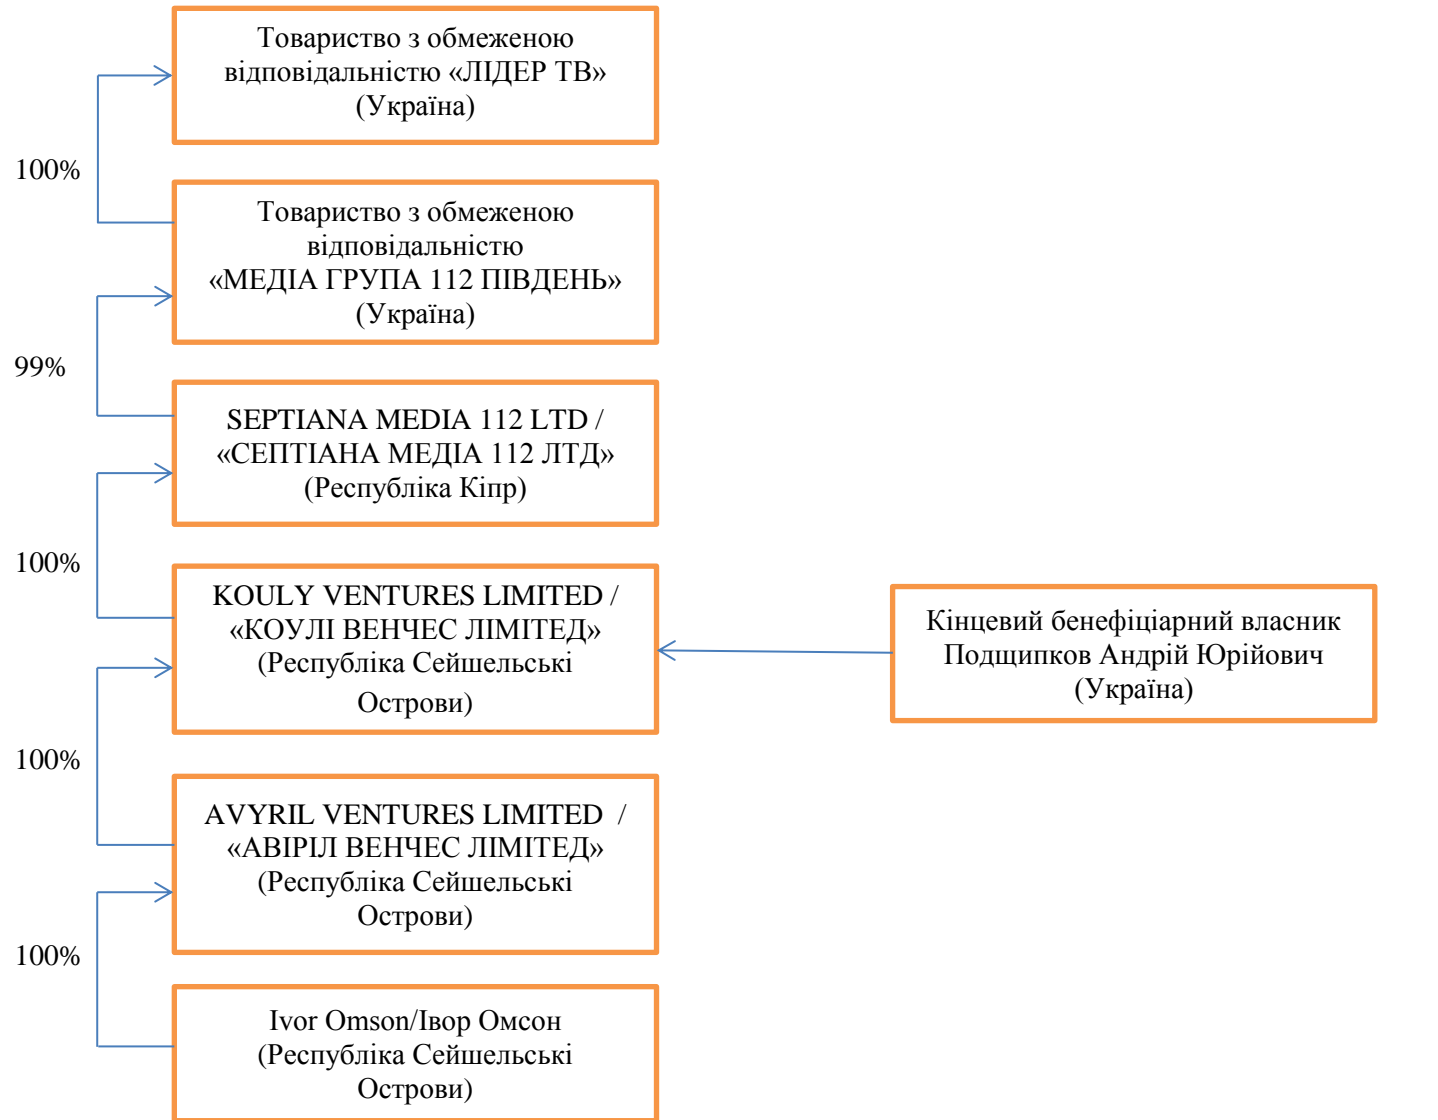 Товариство з обмеженою
відповідальністю «ЛІДЕР ТВ»
(Україна)
100%
Товариство з обмеженою
відповідальністю
«МЕДІА ГРУПА 112 ПІВДЕНЬ»
(Україна)
99%
SEPTIANA MEDIA 112 LTD /
«СЕПТІАНА МЕДІА 112 ЛТД»
(Республіка Кіпр)
100%
KOULY VENTURES LIMITED /
«КОУЛІ ВЕНЧЕС ЛІМІТЕД»
(Республіка Сейшельські
Острови)
Кінцевий бенефіціарний власник
Подщипков Андрій Юрійович
(Україна)
100%
AVYRIL VENTURES LIMITED /
«АВІРІЛ ВЕНЧЕС ЛІМІТЕД»
(Республіка Сейшельські
Острови)
100%
Ivor Omson/Івор Омсон
(Республіка Сейшельські
Острови)